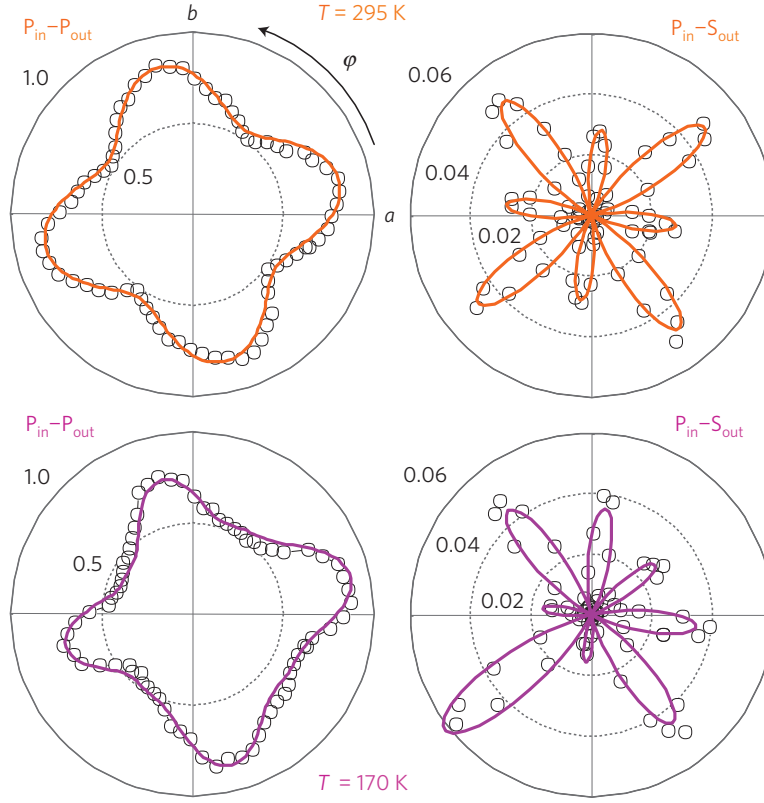 b
T = 295 K
Pin–Pout
Pin–Sout
φ
1.0
0.06
0.5
0.04
a
0.02
Pin–Pout
Pin–Sout
1.0
0.06
0.5
0.04
0.02
T = 170 K